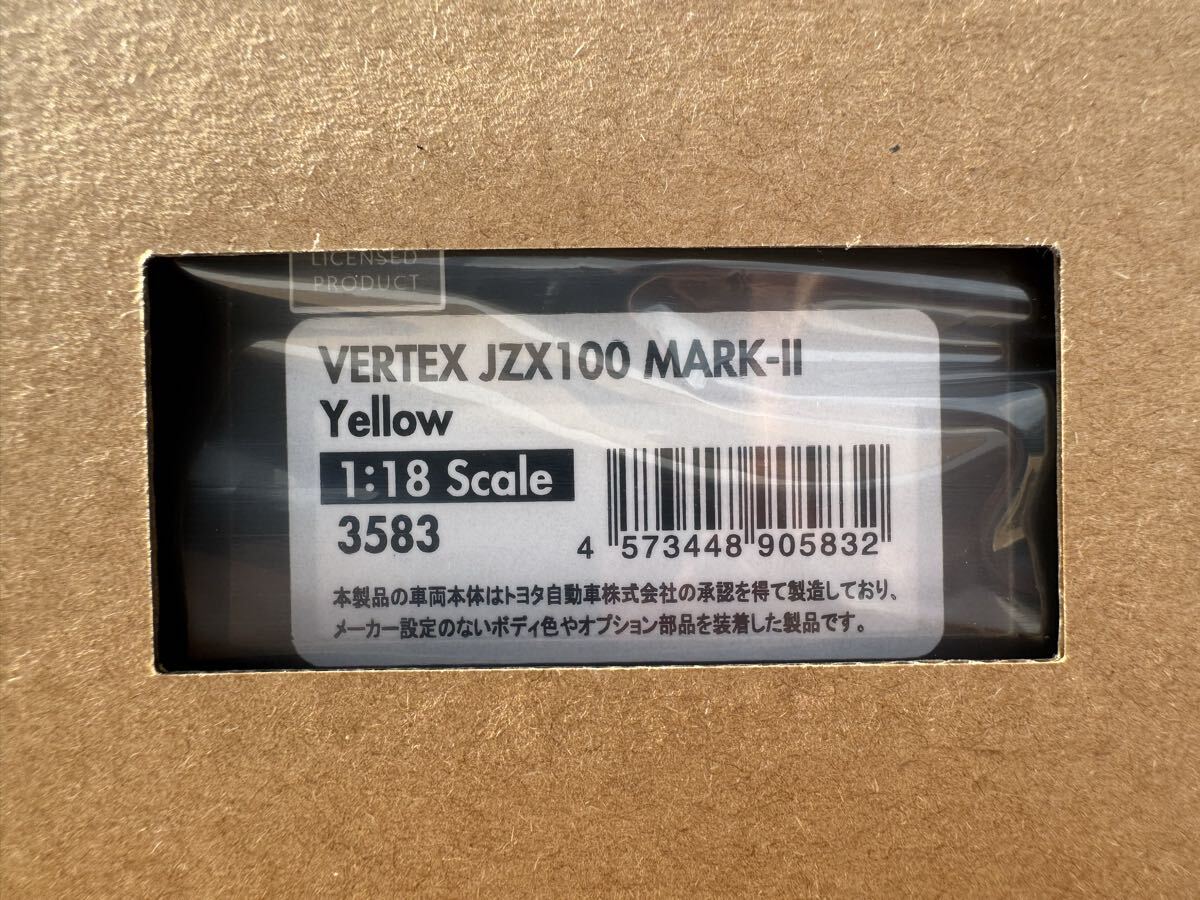 LICENSED
PRODUCT
VERTEX JZX100 MARK-II
Yellow
1:18 Scale
3583
4 573448 905832
本製品の車両本体はトヨタ自動車株式会社の承認を得て製造しており、
メーカー設定のないボディ色やオプション部品を装着した製品です。